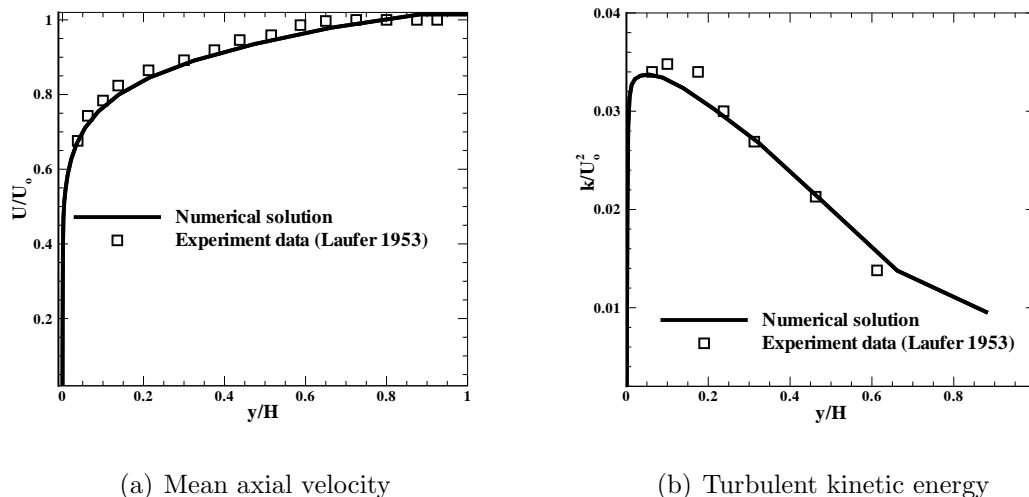 1
0.8
0.6
0.4
0.2
0
0.2
0.4
0.6
0.8
1
U/U_o
y/H
Numerical solution
Experiment data (Laufer 1953)
(a) Mean axial velocity
0.04
0.03
0.02
0.01
0
0.2
0.4
0.6
0.8
k/U_o^2
y/H
Numerical solution
Experiment data (Laufer 1953)
(b) Turbulent kinetic energy